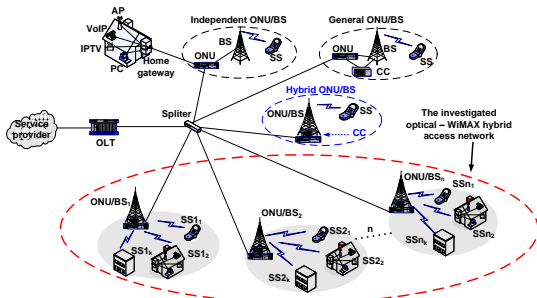 AP
VoIP
IPTV
PC
Home
gateway
Independent ONU/BS
ONU
BS
SS
General ONU/BS
ONU
BS
SS
CC
Hybrid ONU/BS
ONU/BS
SS
CC
Service
provider
OLT
Spliter
The investigated
optical – WiMAX hybrid
access network
ONU/BS1
SS11
SS12
SS1k
ONU/BS2
SS21
SS22
SS2k
n
ONU/BSn
SSn1
SSn2
SSnk